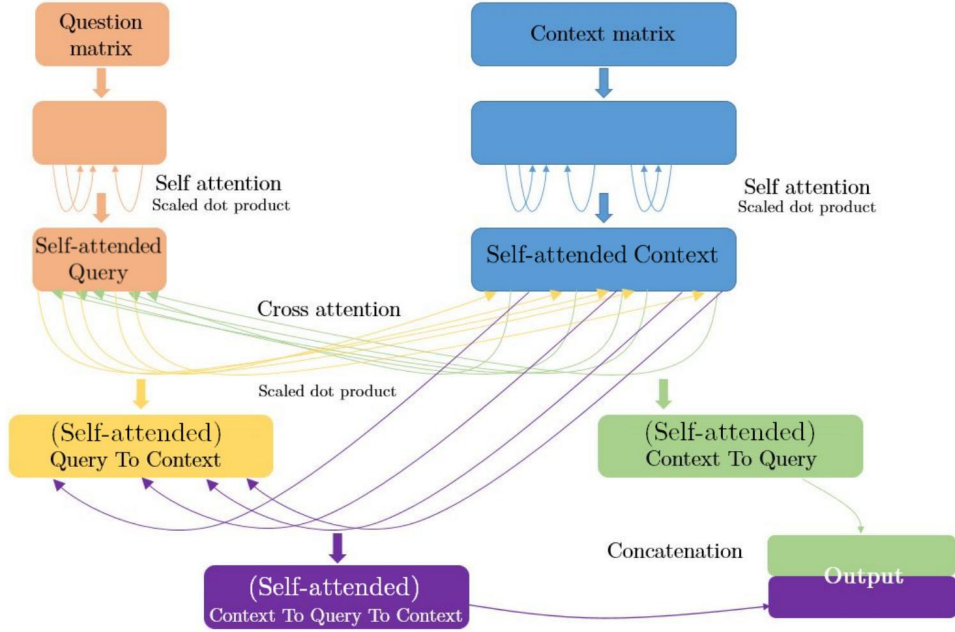 Question
matrix
Context matrix
Self attention
Scaled dot product
Self attention
Scaled dot product
Self-attended
Query
Self-attended Context
Cross attention
Scaled dot product
(Self-attended)
Query To Context
(Self-attended)
Context To Query
Concatenation
Output
(Self-attended)
Context To Query To Context